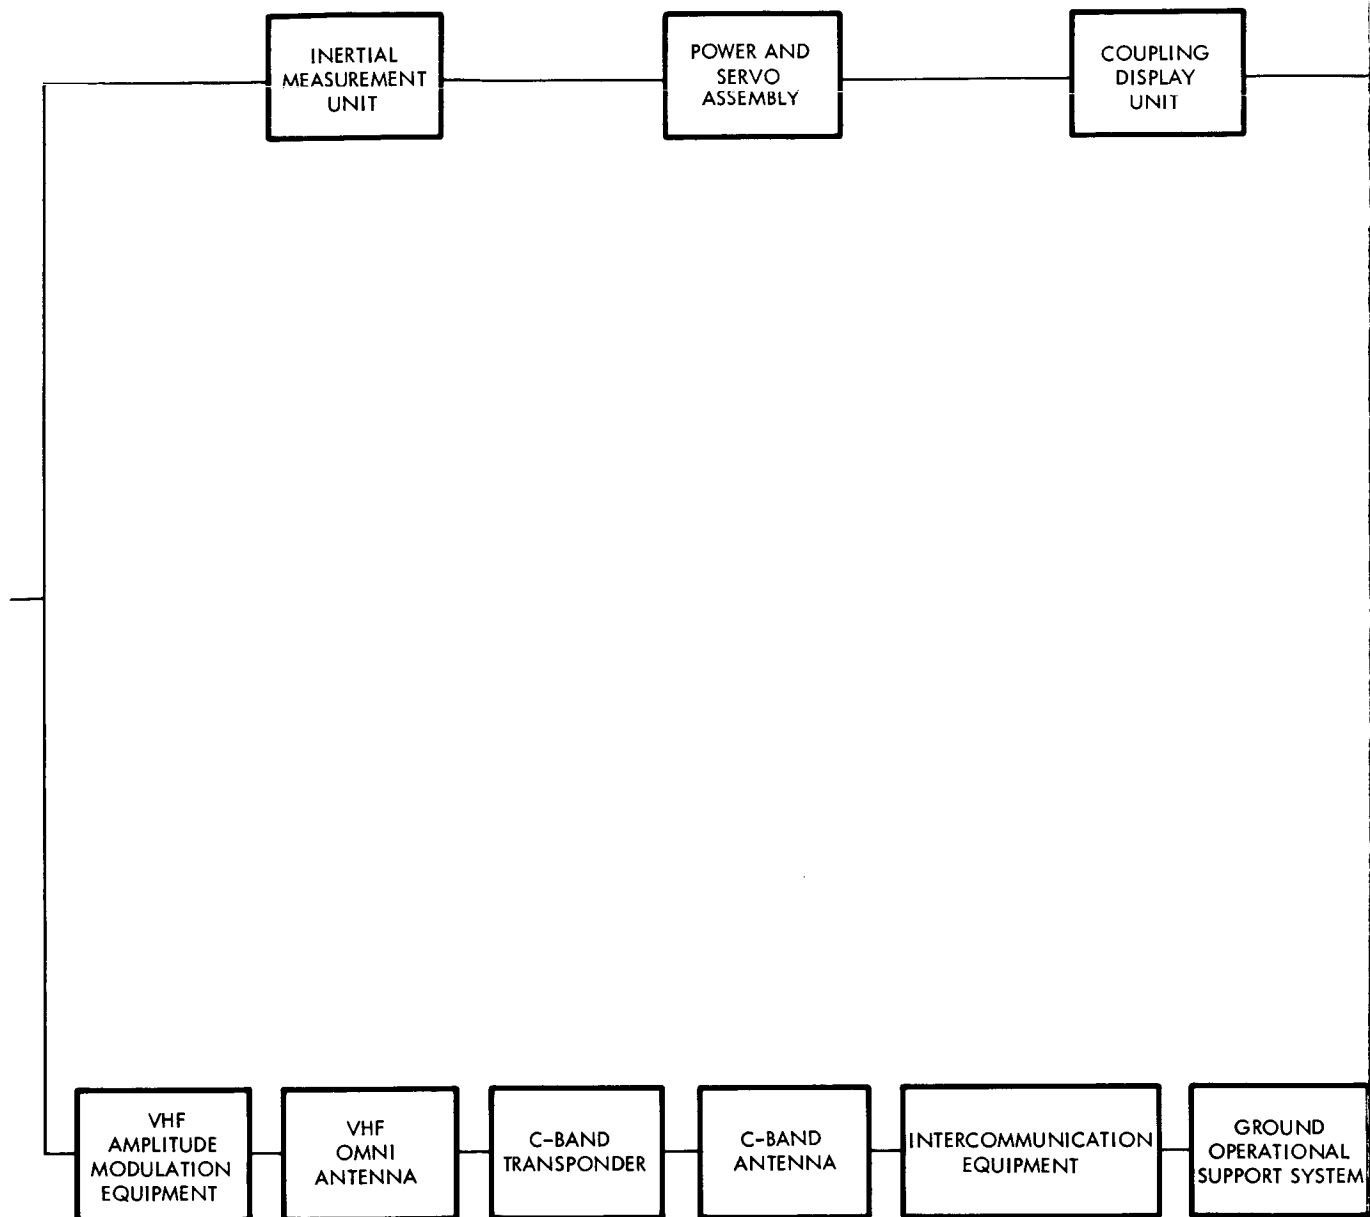 INERTIAL
MEASUREMENT
UNIT
POWER AND
SERVO
ASSEMBLY
COUPLING
DISPLAY
UNIT
VHF
AMPLITUDE
MODULATION
EQUIPMENT
VHF
OMNI
ANTENNA
C-BAND
TRANSPONDER
C-BAND
ANTENNA
INTERCOMMUNICATION
EQUIPMENT
GROUND
OPERATIONAL
SUPPORT SYSTEM